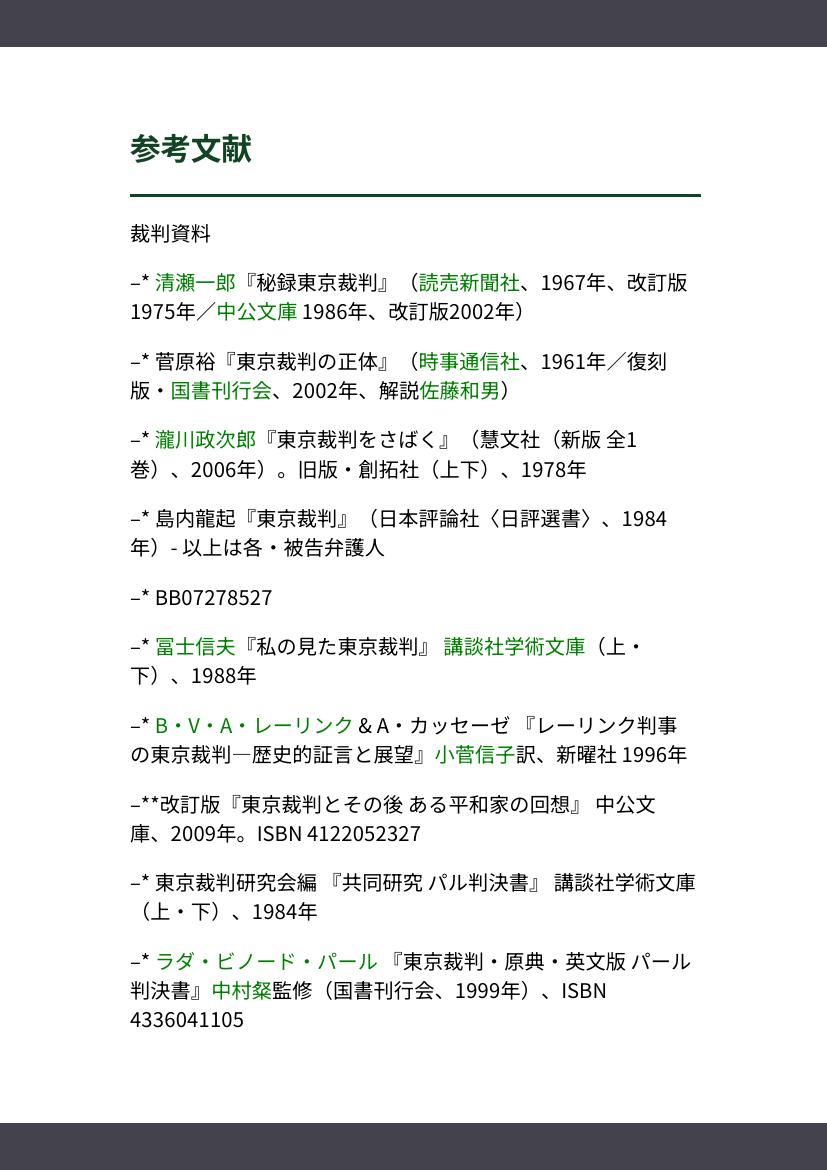 参考文献
裁判資料
–* 清瀬一郎『秘録東京裁判』（読売新聞社、1967年、改訂版
1975年／中公文庫 1986年、改訂版2002年）
–* 菅原裕『東京裁判の正体』（時事通信社、1961年／復刻
版・国書刊行会、2002年、解説佐藤和男）
–* 瀧川政次郎『東京裁判をさばく』（慧文社（新版 全1
巻）、2006年）。旧版・創拓社（上下）、1978年
–* 島内龍起『東京裁判』（日本評論社〈日評選書〉、1984
年）- 以上は各・被告弁護人
–* BB07278527
–* 冨士信夫『私の見た東京裁判』 講談社学術文庫（上・
下）、1988年
–* B・V・A・レーリンク & A・カッセーゼ 『レーリンク判事
の東京裁判―歴史的証言と展望』小菅信子訳、新曜社 1996年
–**改訂版『東京裁判とその後 ある平和家の回想』 中公文
庫、2009年。ISBN 4122052327
–* 東京裁判研究会編 『共同研究 パル判決書』 講談社学術文庫
（上・下）、1984年
–* ラダ・ビノード・パール 『東京裁判・原典・英文版 パール
判決書』中村粲監修（国書刊行会、1999年）、ISBN
4336041105